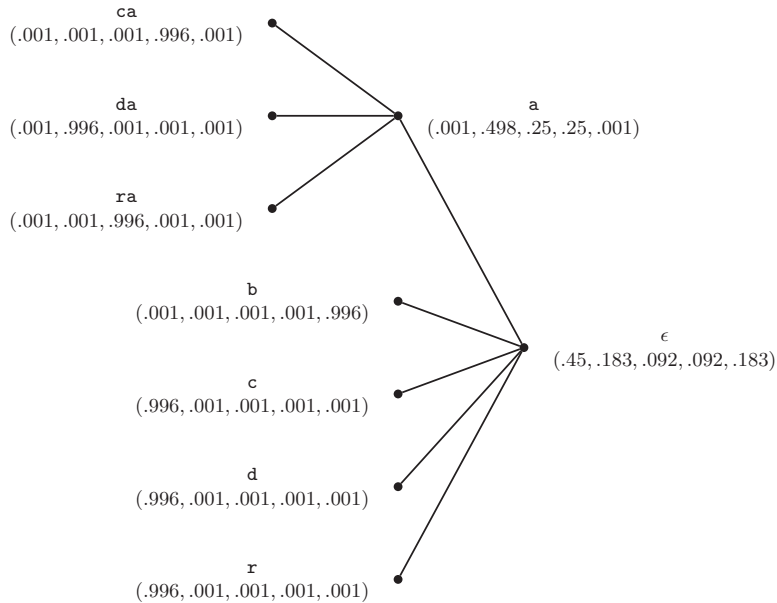 ca
(.001, .001, .001, .996, .001)
da
(.001, .996, .001, .001, .001)
a
(.001, .498, .25, .25, .001)
ra
(.001, .001, .996, .001, .001)
b
(.001, .001, .001, .001, .996)
ϵ
(.45, .183, .092, .092, .183)
c
(.996, .001, .001, .001, .001)
d
(.996, .001, .001, .001, .001)
r
(.996, .001, .001, .001, .001)